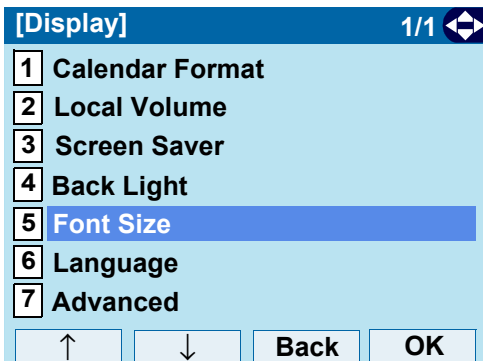 [Display] 1/1
1 Calendar Format
2 Local Volume
3 Screen Saver
4 Back Light
5 Font Size
6 Language
7 Advanced
↑ ↓ Back OK